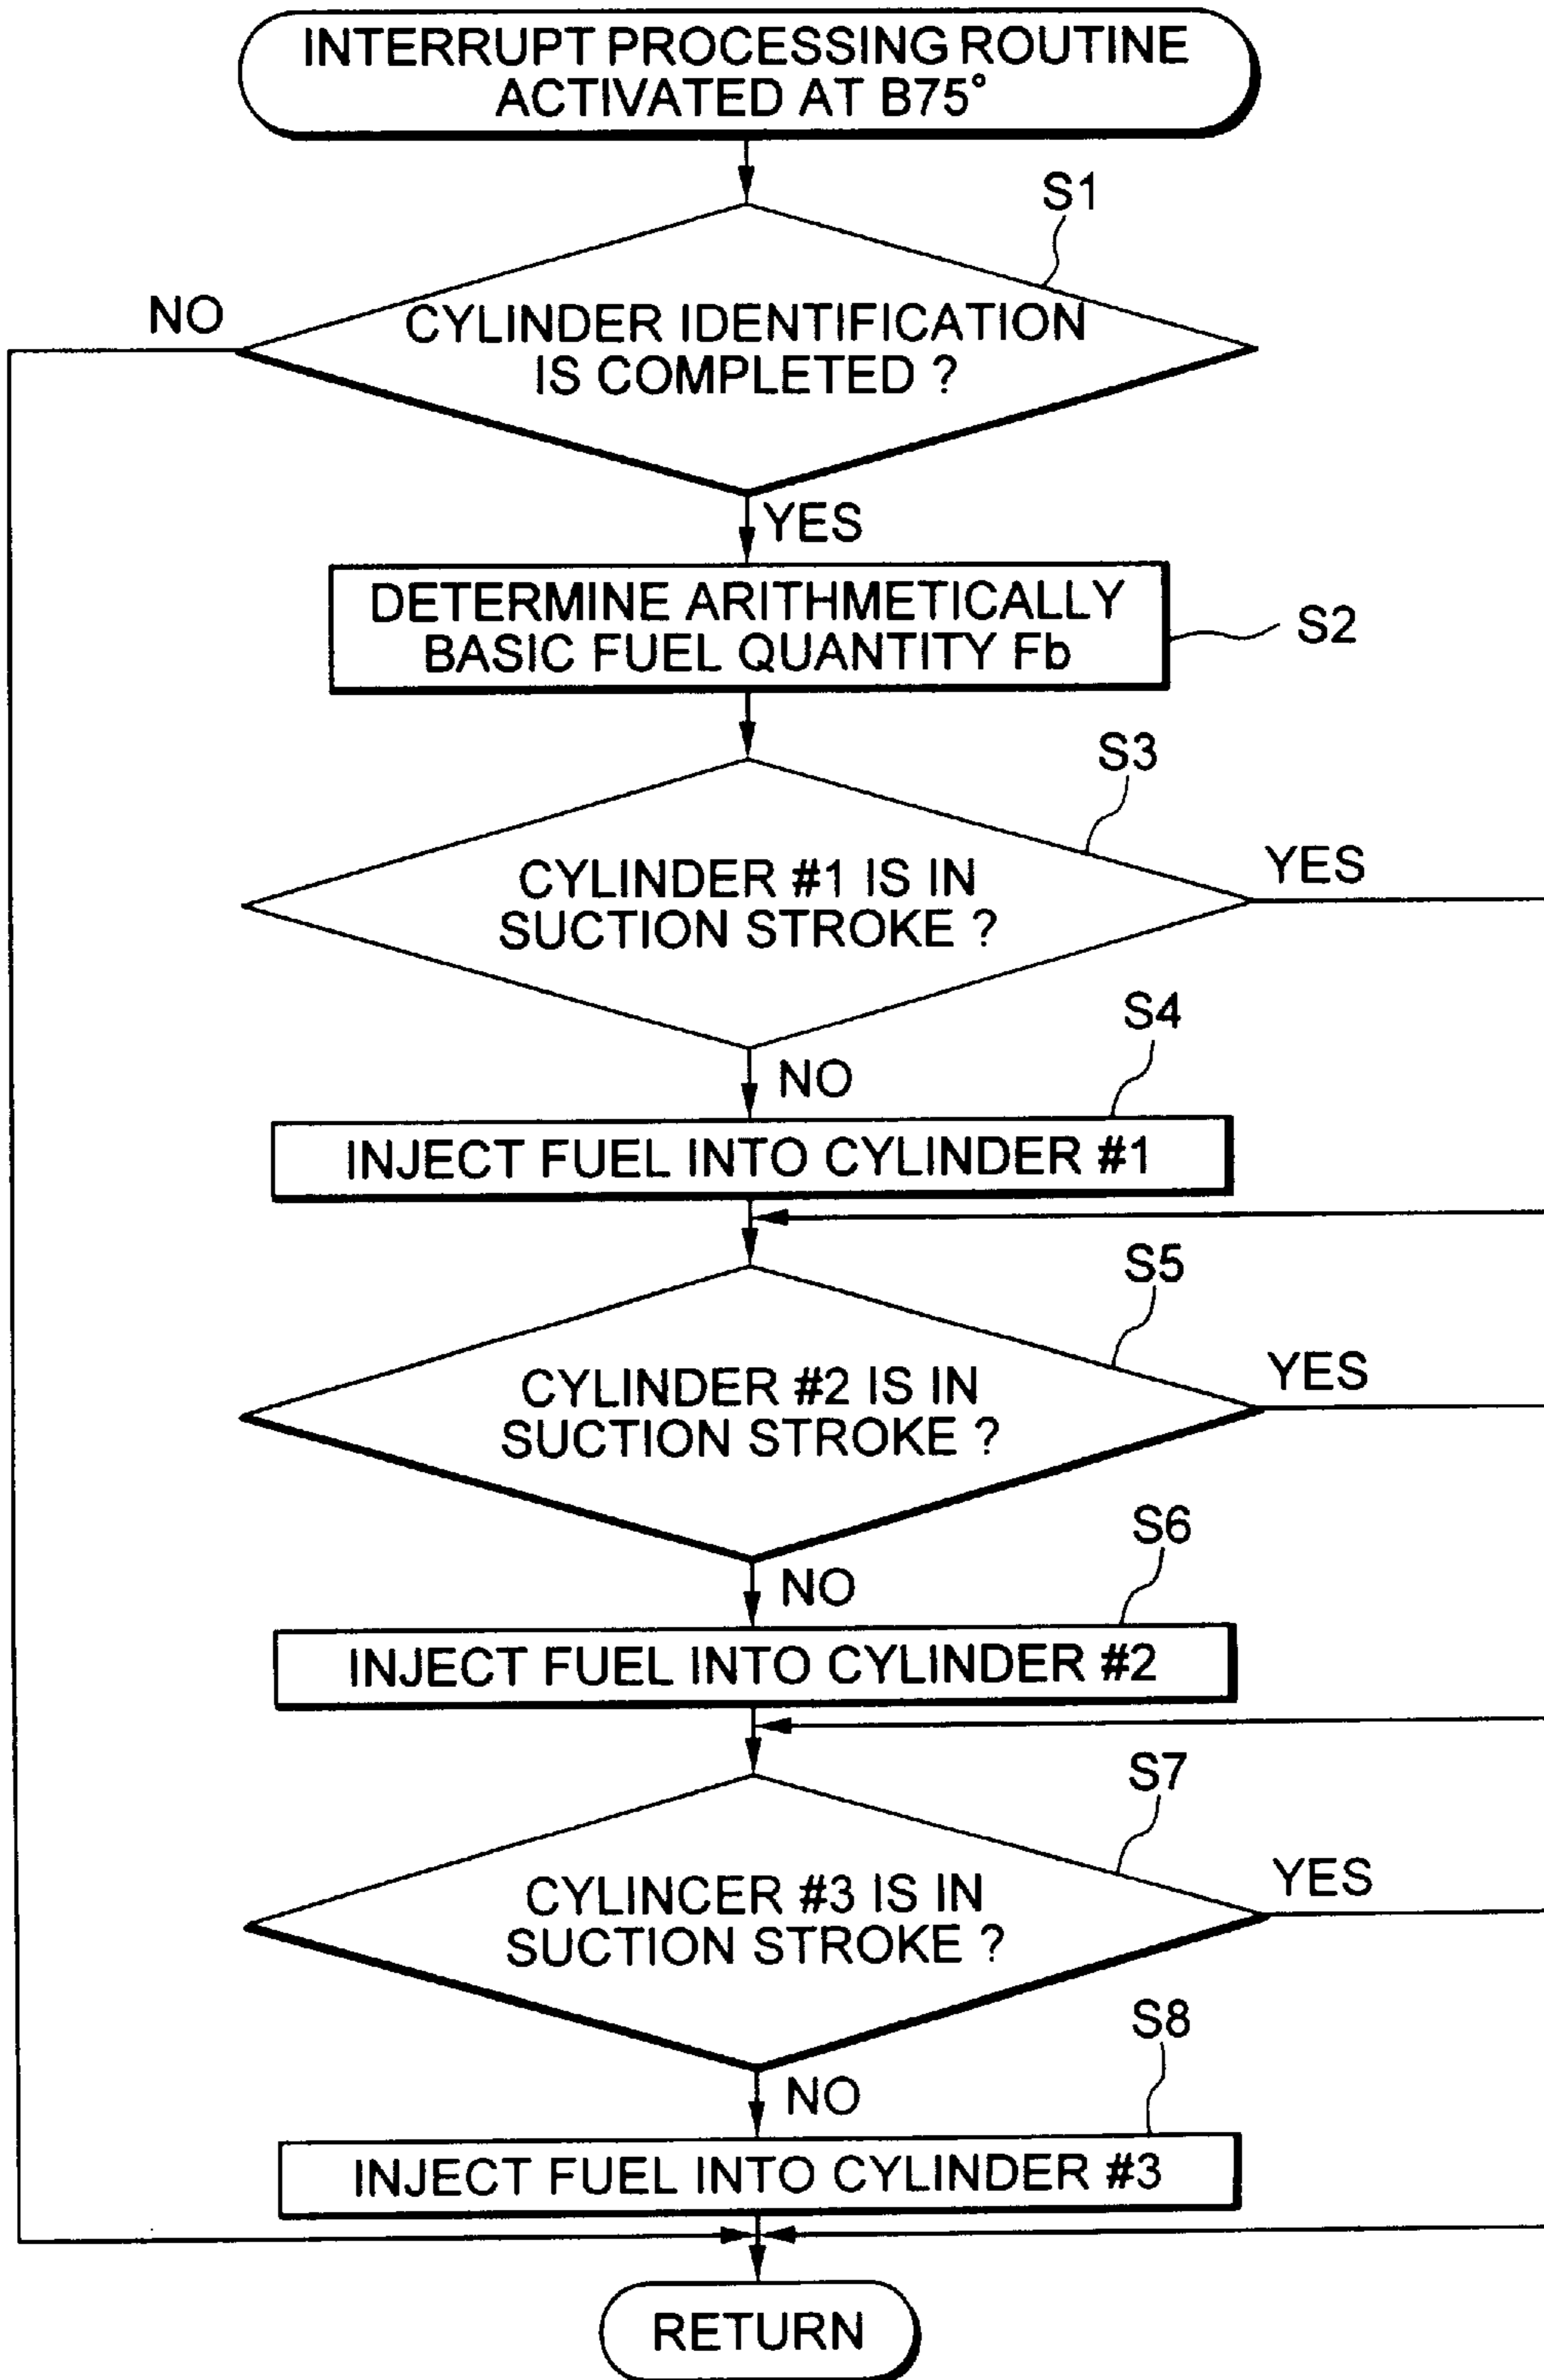 INTERRUPT PROCESSING ROUTINE
ACTIVATED AT B75°
S1
NO
CYLINDER IDENTIFICATION
IS COMPLETED ?
YES
DETERMINE ARITHMETICALLY
BASIC FUEL QUANTITY Fb
S2
S3
YES
CYLINDER #1 IS IN
SUCTION STROKE ?
S4
NO
INJECT FUEL INTO CYLINDER #1
S5
YES
CYLINDER #2 IS IN
SUCTION STROKE ?
S6
NO
INJECT FUEL INTO CYLINDER #2
S7
YES
CYLINCER #3 IS IN
SUCTION STROKE ?
S8
NO
INJECT FUEL INTO CYLINDER #3
RETURN